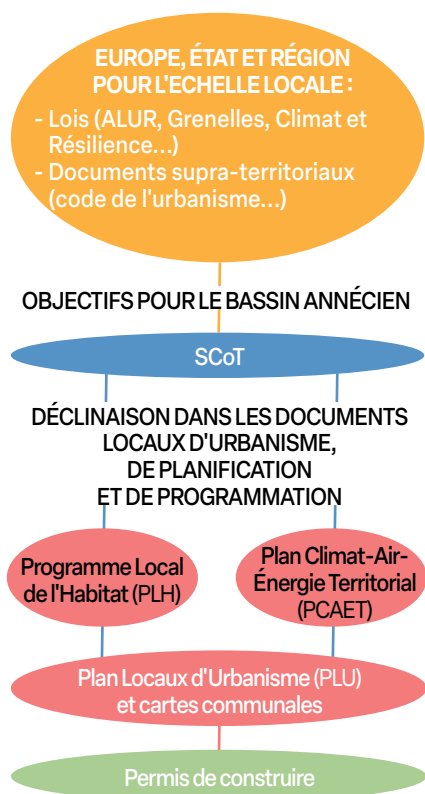 EUROPE, ÉTAT ET RÉGION
POUR L'ECHELLE LOCALE :
- Lois (ALUR, Grenelles, Climat et
Résilience...)
- Documents supra-territoriaux
(code de l'urbanisme...)
OBJECTIFS POUR LE BASSIN ANNÉCIEN
SCoT
DÉCLINAISON DANS LES DOCUMENTS
LOCAUX D'URBANISME,
DE PLANIFICATION
ET DE PROGRAMMATION
Programme Local
de l'Habitat (PLH)
Plan Climat-Air-
Énergie Territorial
(PCAET)
Plan Locaux d'Urbanisme (PLU)
et cartes communales
Permis de construire